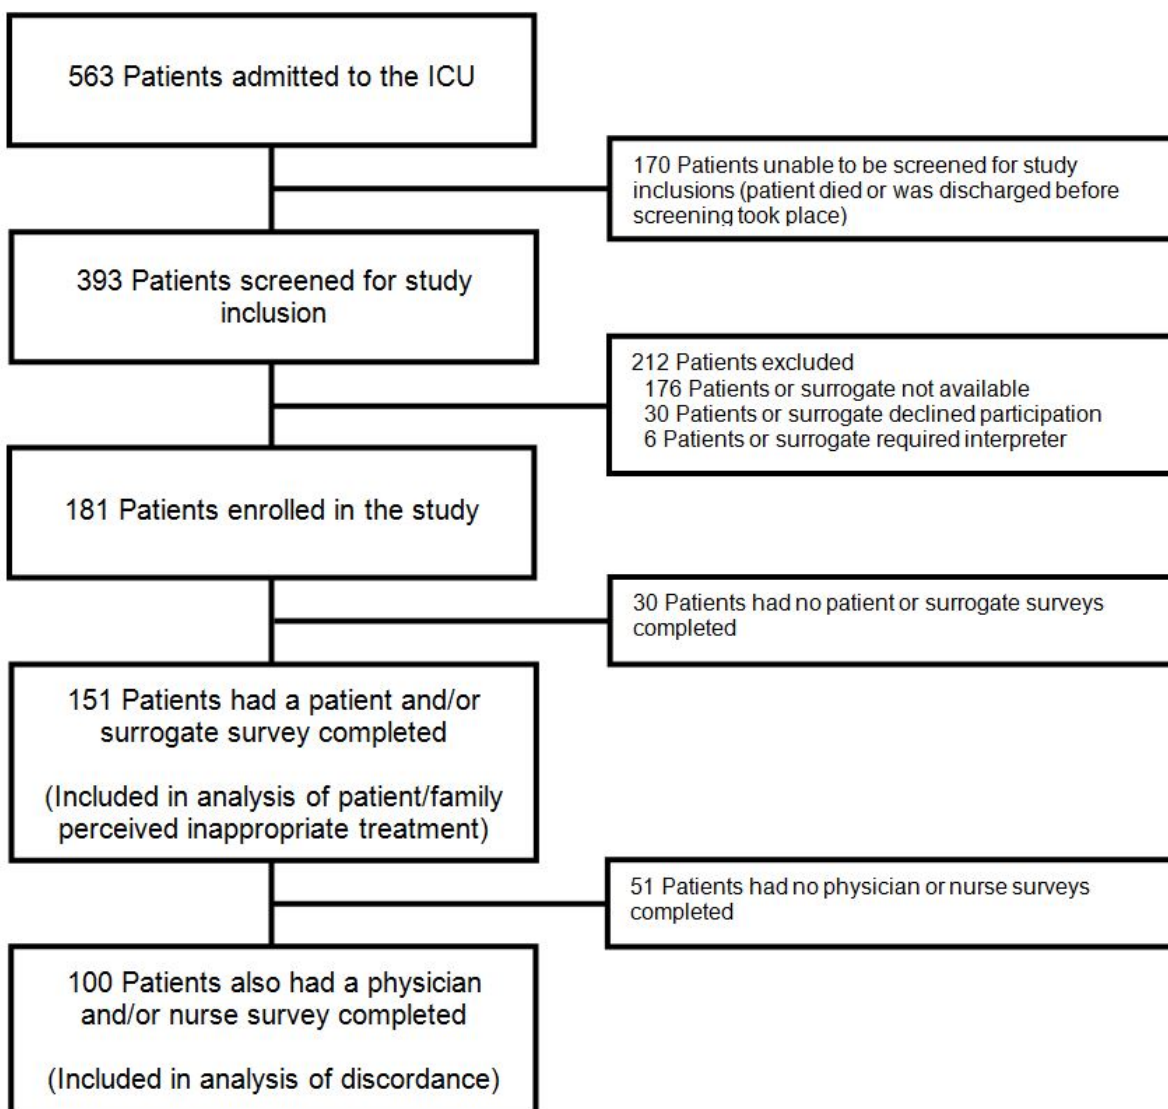 563 Patients admitted to the ICU
170 Patients unable to be screened for study
inclusions (patient died or was discharged before
screening took place)
393 Patients screened for study
inclusion
212 Patients excluded
176 Patients or surrogate not available
30 Patients or surrogate declined participation
6 Patients or surrogate required interpreter
181 Patients enrolled in the study
30 Patients had no patient or surrogate surveys
completed
151 Patients had a patient and/or
surrogate survey completed
(Included in analysis of patient/family
perceived inappropriate treatment)
51 Patients had no physician or nurse surveys
completed
100 Patients also had a physician
and/or nurse survey completed
(Included in analysis of discordance)